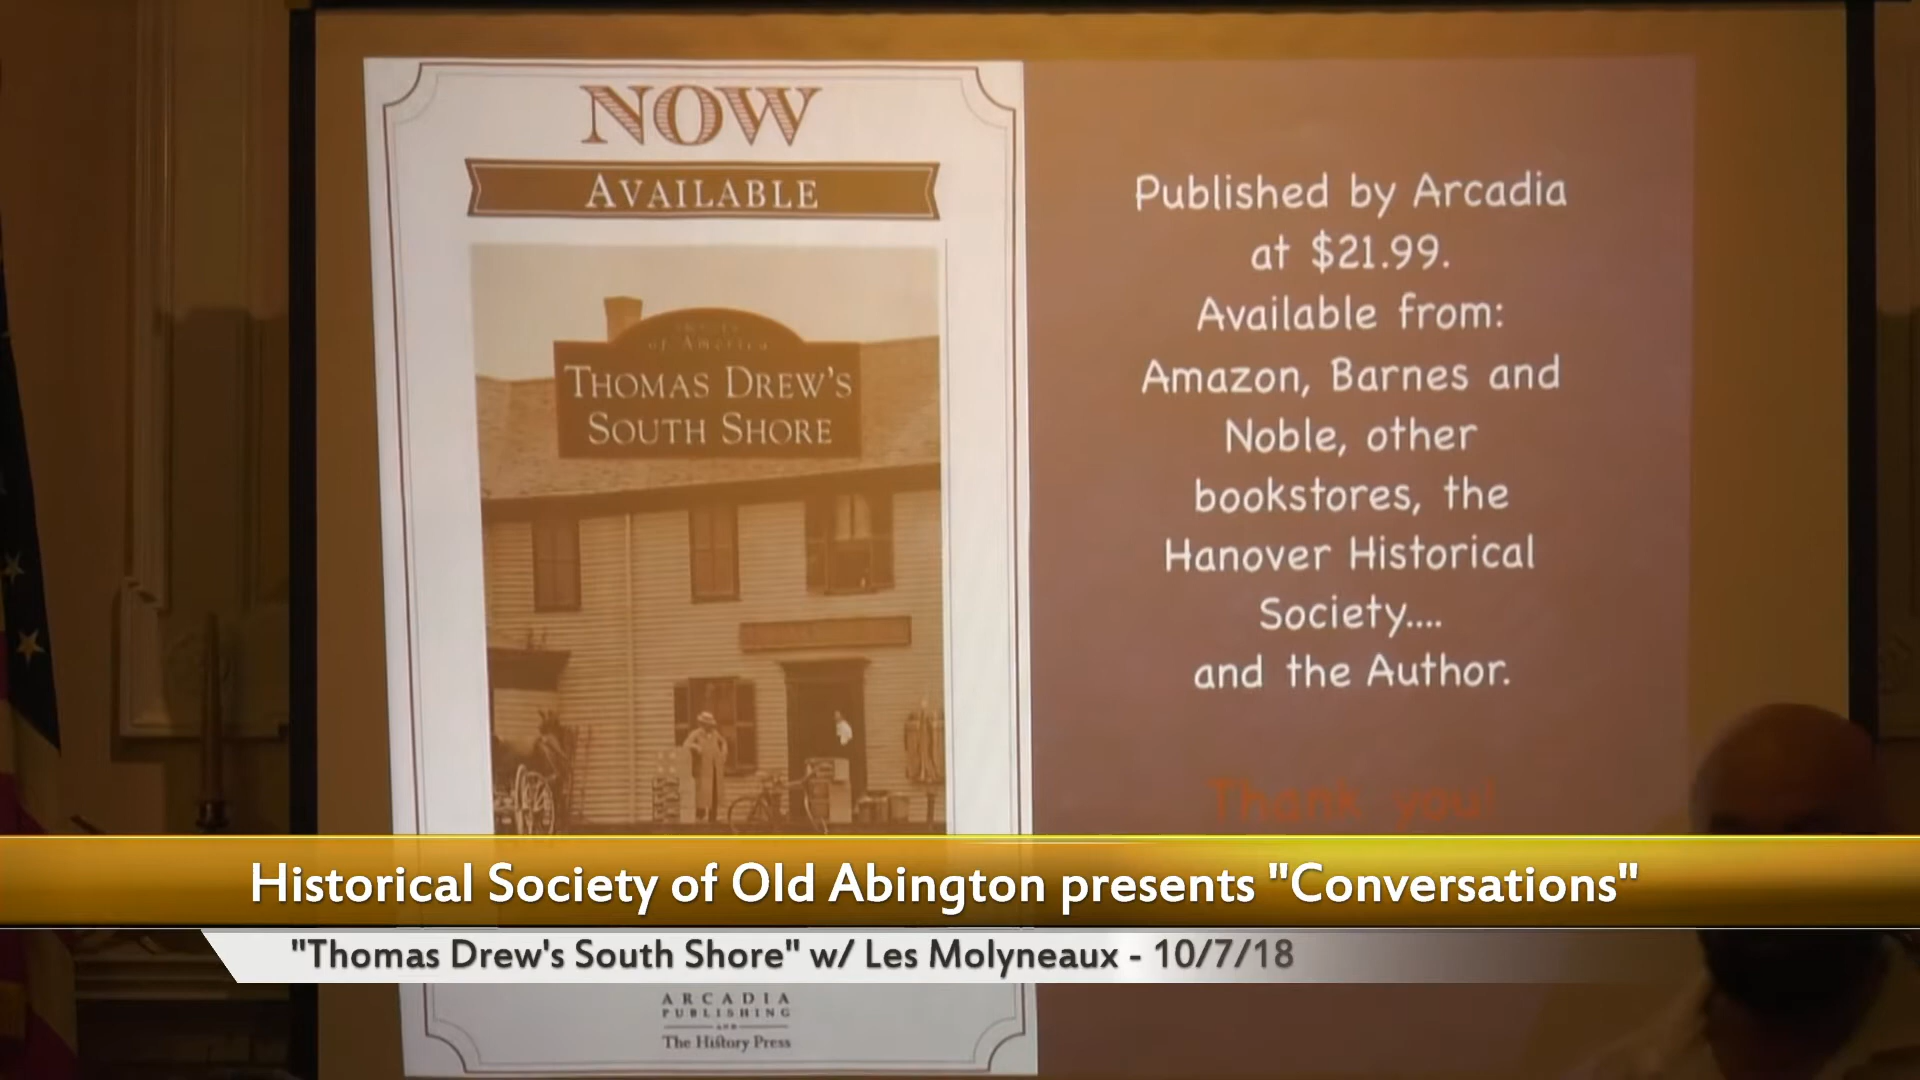 NOW
AVAILABLE
of America
THOMAS DREW'S
SOUTH SHORE
Published by Arcadia
at $21.99.
Available from:
Amazon, Barnes and
Noble, other
bookstores, the
Hanover Historical
Society....
and the Author.
Thank you!
Historical Society of Old Abington presents "Conversations"
"Thomas Drew's South Shore" w/ Les Molyneaux - 10/7/18
ARCADIA
PUBLISHING
AND
The History Press